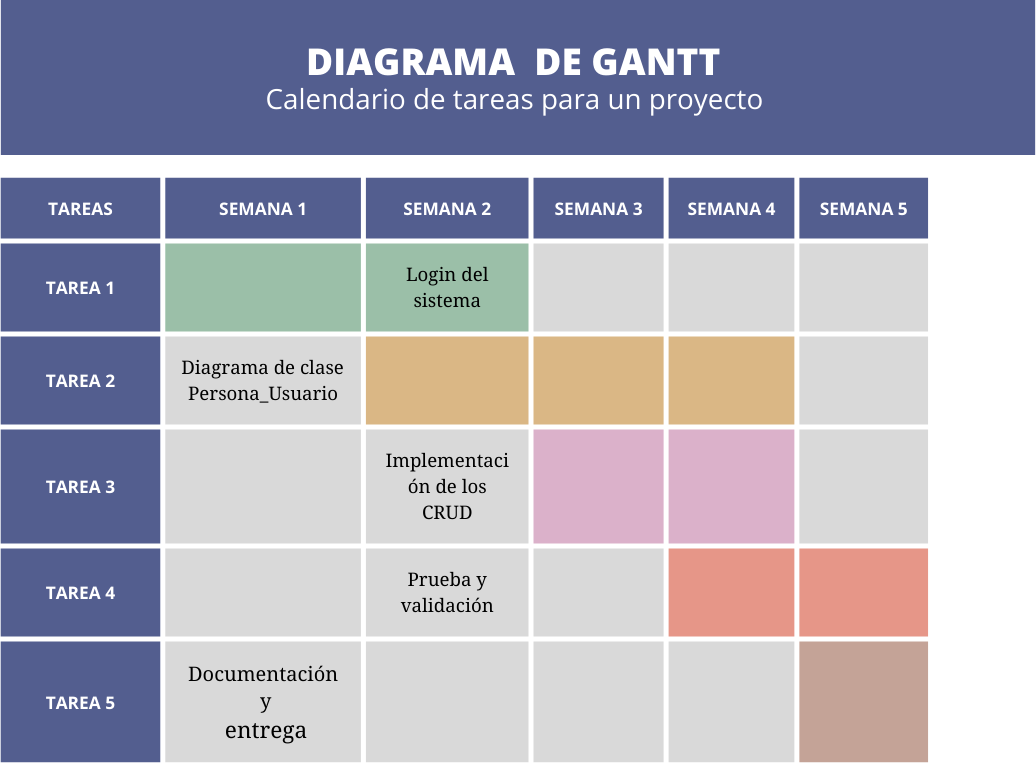 DIAGRAMA  DE GANTT
Calendario de tareas para un proyecto
TAREAS
SEMANA 1
SEMANA 2
SEMANA 3
SEMANA 4
SEMANA 5
TAREA 1
Login del
sistema
TAREA 2
Diagrama de clase
Persona_Usuario
TAREA 3
Implementaci
ón de los
CRUD
TAREA 4
Prueba y
validación
TAREA 5
Documentación
y
entrega